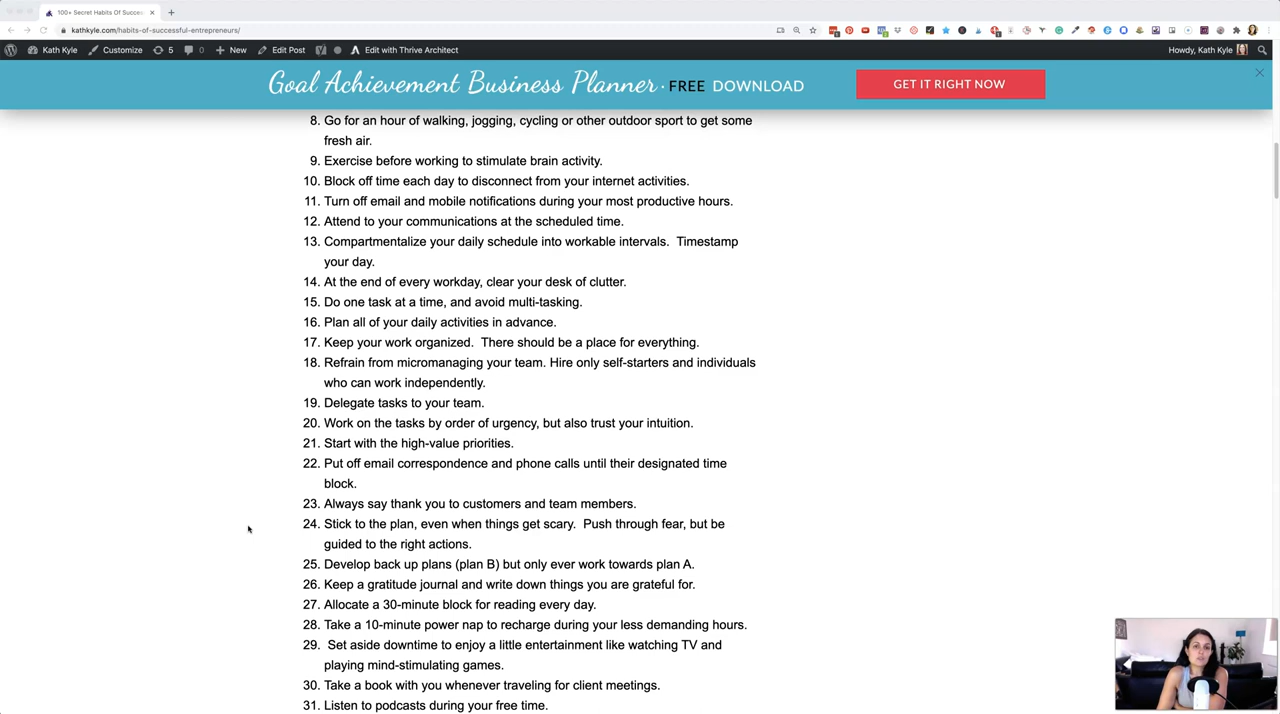 100+ Secret Habits Of Succes
kathkyle.com/habits-of-successful-entrepreneurs/
Kath Kyle Customize 5 0 New Edit Post Edit with Thrive Architect Howdy, Kath Kyle
Goal Achievement Business Planner · FREE DOWNLOAD GET IT RIGHT NOW
8. Go for an hour of walking, jogging, cycling or other outdoor sport to get some
fresh air.
9. Exercise before working to stimulate brain activity.
10. Block off time each day to disconnect from your internet activities.
11. Turn off email and mobile notifications during your most productive hours.
12. Attend to your communications at the scheduled time.
13. Compartmentalize your daily schedule into workable intervals.  Timestamp
your day.
14. At the end of every workday, clear your desk of clutter.
15. Do one task at a time, and avoid multi-tasking.
16. Plan all of your daily activities in advance.
17. Keep your work organized.  There should be a place for everything.
18. Refrain from micromanaging your team. Hire only self-starters and individuals
who can work independently.
19. Delegate tasks to your team.
20. Work on the tasks by order of urgency, but also trust your intuition.
21. Start with the high-value priorities.
22. Put off email correspondence and phone calls until their designated time
block.
23. Always say thank you to customers and team members.
24. Stick to the plan, even when things get scary.  Push through fear, but be
guided to the right actions.
25. Develop back up plans (plan B) but only ever work towards plan A.
26. Keep a gratitude journal and write down things you are grateful for.
27. Allocate a 30-minute block for reading every day.
28. Take a 10-minute power nap to recharge during your less demanding hours.
29.  Set aside downtime to enjoy a little entertainment like watching TV and
playing mind-stimulating games.
30. Take a book with you whenever traveling for client meetings.
31. Listen to podcasts during your free time.